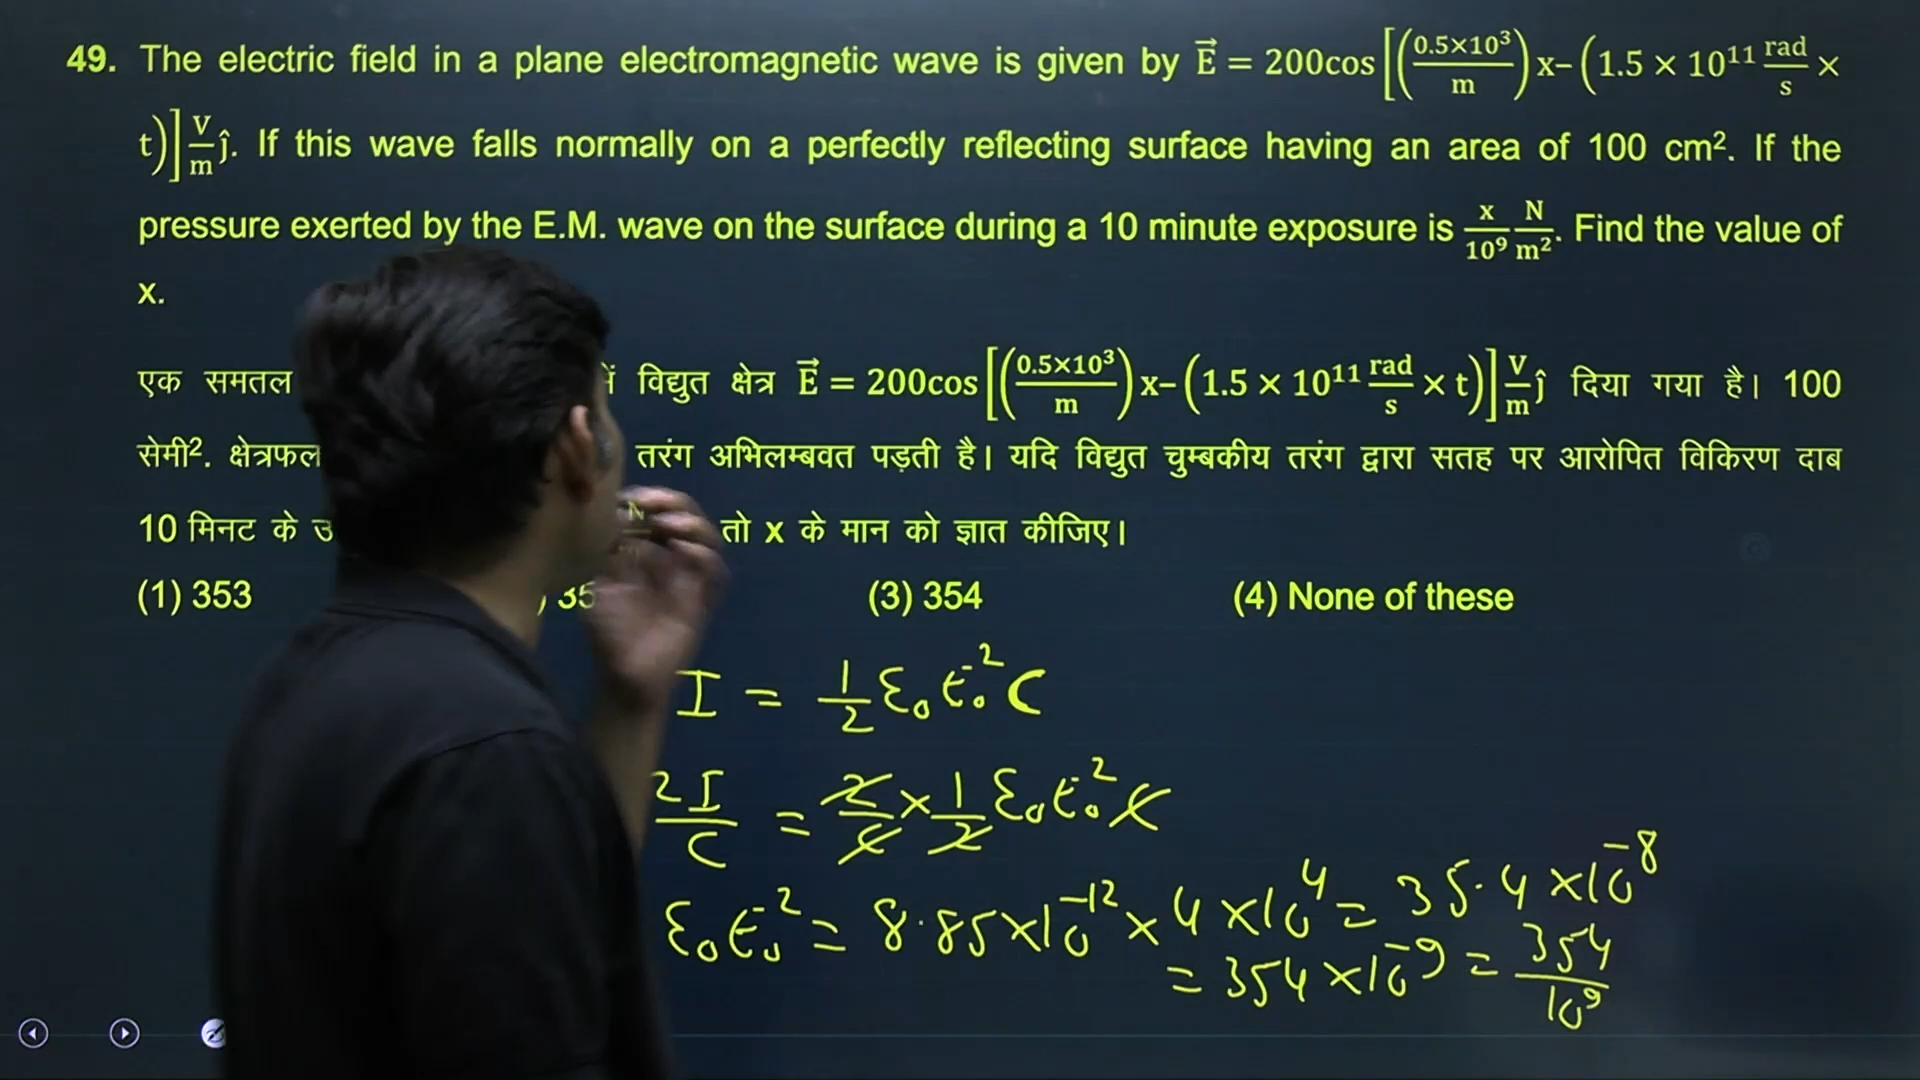 49. The electric field in a plane electromagnetic wave is given by E⃗ = 200cos[((0.5×10³)/m)x–(1.5 × 10¹¹ rad/s ×
t)] V/m ĵ. If this wave falls normally on a perfectly reflecting surface having an area of 100 cm². If the
pressure exerted by the E.M. wave on the surface during a 10 minute exposure is x/10⁹ N/m². Find the value of
x.
एक समतल विद्युत क्षेत्र E⃗ = 200cos[((0.5×10³)/m)x–(1.5 × 10¹¹ rad/s × t)] V/m ĵ दिया गया है। 100
सेमी². क्षेत्रफल तरंग अभिलम्बवत पड़ती है। यदि विद्युत चुम्बकीय तरंग द्वारा सतह पर आरोपित विकिरण दाब
10 मिनट के तो x के मान को ज्ञात कीजिए।
(1) 353 (3) 354 (4) None of these
I = 1/2 ε₀E₀²C
2I/C = 2/C × 1/2 ε₀E₀²C
ε₀E₀² = 8.85×10⁻¹² × 4×10⁴ = 35.4×10⁻⁸
= 354×10⁻⁹ = 354/10⁹